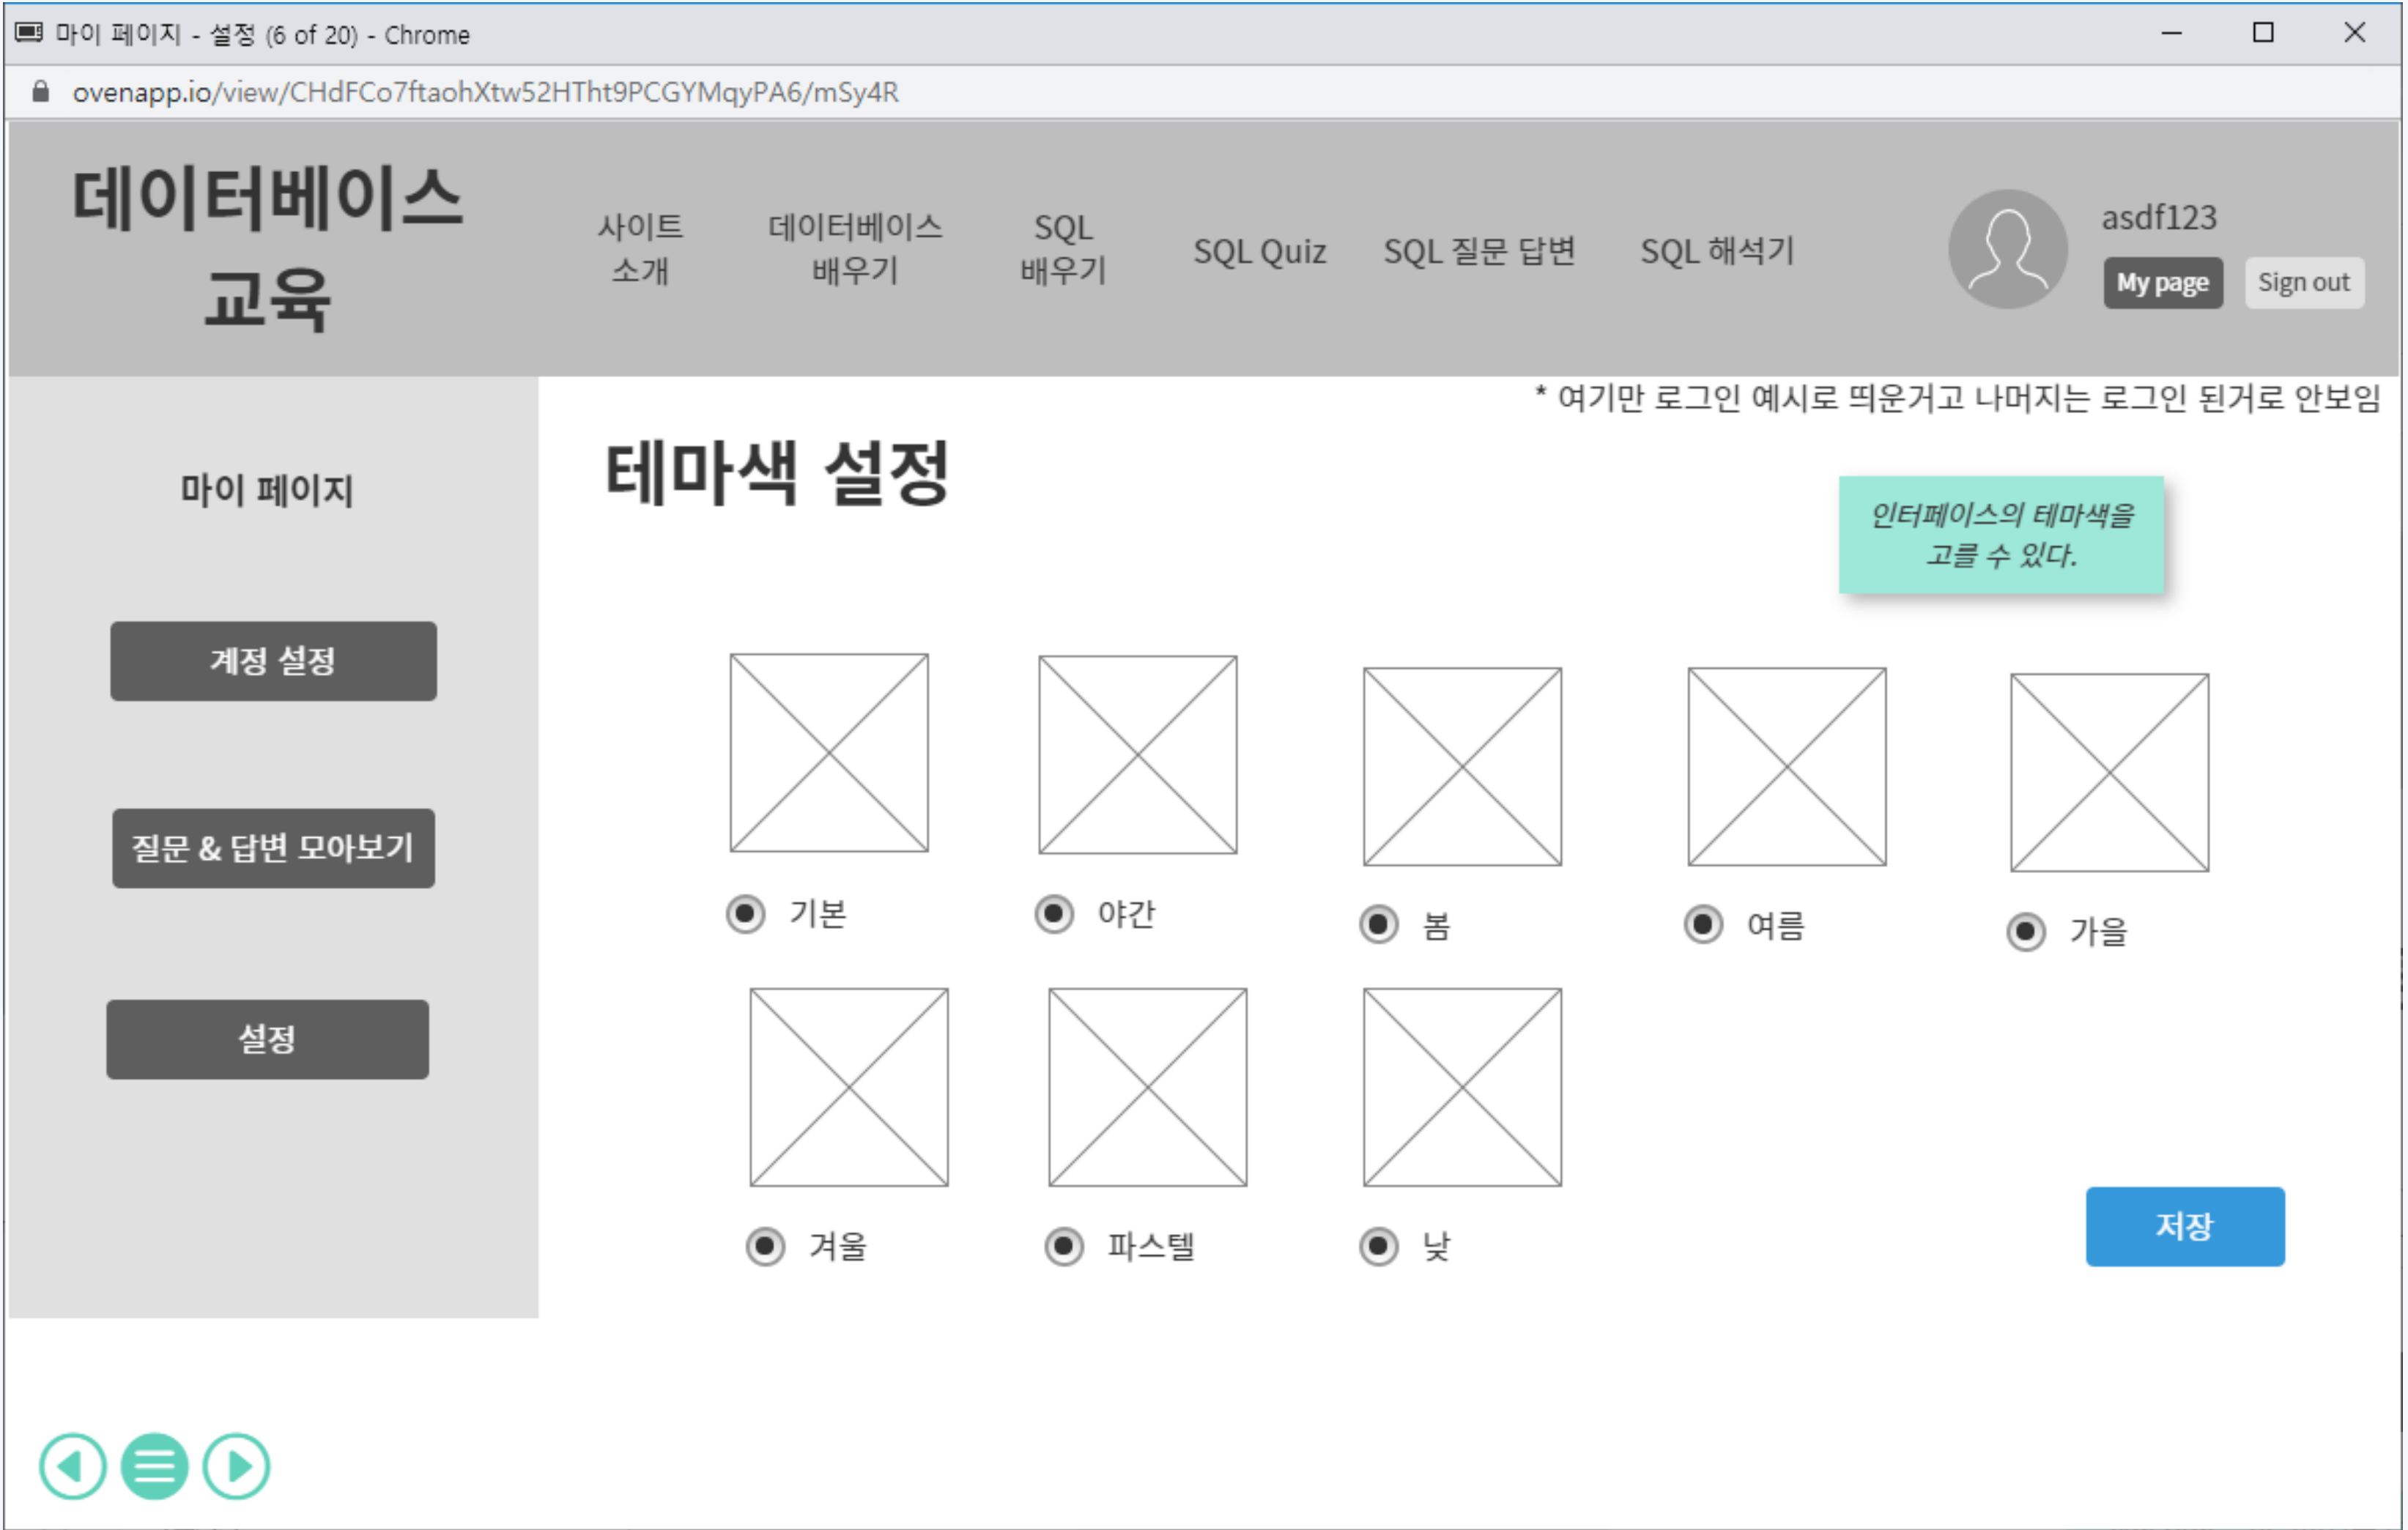 마이 페이지 - 설정 (6 of 20) - Chrome
ovenapp.io/view/CHdFCo7ftaohXtw52HTht9PCGYMqyPA6/mSy4R
데이터베이스
교육
사이트
소개
데이터베이스
배우기
SQL
배우기
SQL Quiz
SQL 질문 답변
SQL 해석기
asdf123
My page
Sign out
* 여기만 로그인 예시로 띄운거고 나머지는 로그인 된거로 안보임
마이 페이지
계정 설정
질문 & 답변 모아보기
설정
테마색 설정
인터페이스의 테마색을
고를 수 있다.
기본
야간
봄
여름
가을
겨울
파스텔
낮
저장